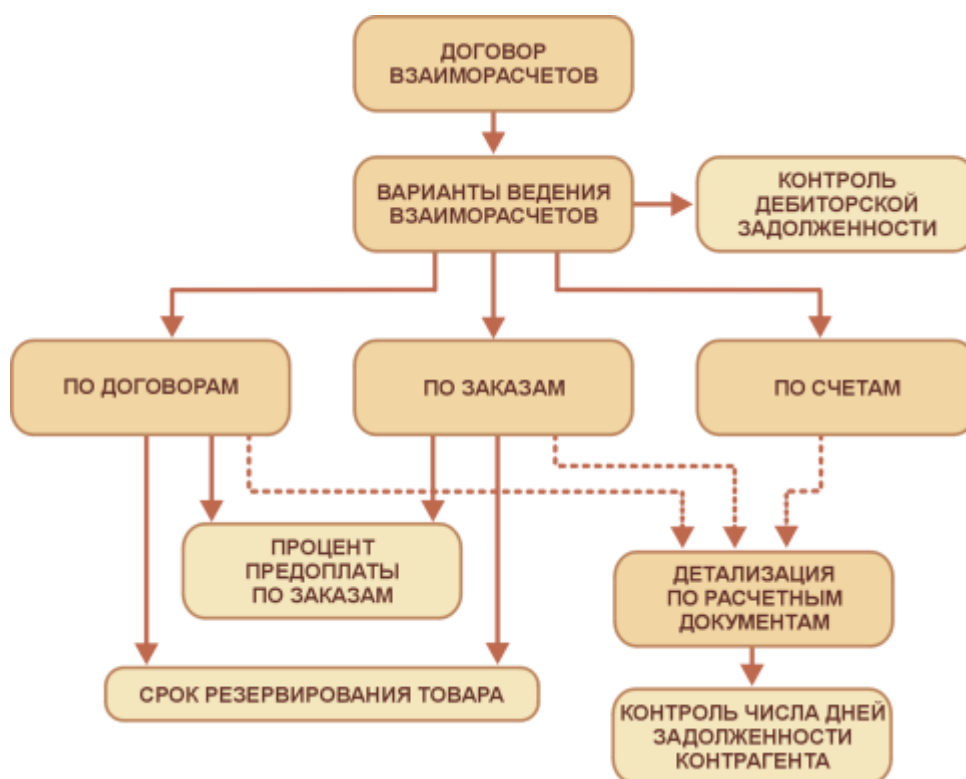 ДОГОВОР
ВЗАИМОРАСЧЕТОВ
ВАРИАНТЫ ВЕДЕНИЯ
ВЗАИМОРАСЧЕТОВ
КОНТРОЛЬ
ДЕБИТОРСКОЙ
ЗАДОЛЖЕННОСТИ
ПО ДОГОВОРАМ
ПО ЗАКАЗАМ
ПО СЧЕТАМ
ПРОЦЕНТ
ПРЕДОПЛАТЫ
ПО ЗАКАЗАМ
ДЕТАЛИЗАЦИЯ
ПО РАСЧЕТНЫМ
ДОКУМЕНТАМ
СРОК РЕЗЕРВИРОВАНИЯ ТОВАРА
КОНТРОЛЬ ЧИСЛА ДНЕЙ
ЗАДОЛЖЕННОСТИ
КОНТРАГЕНТА